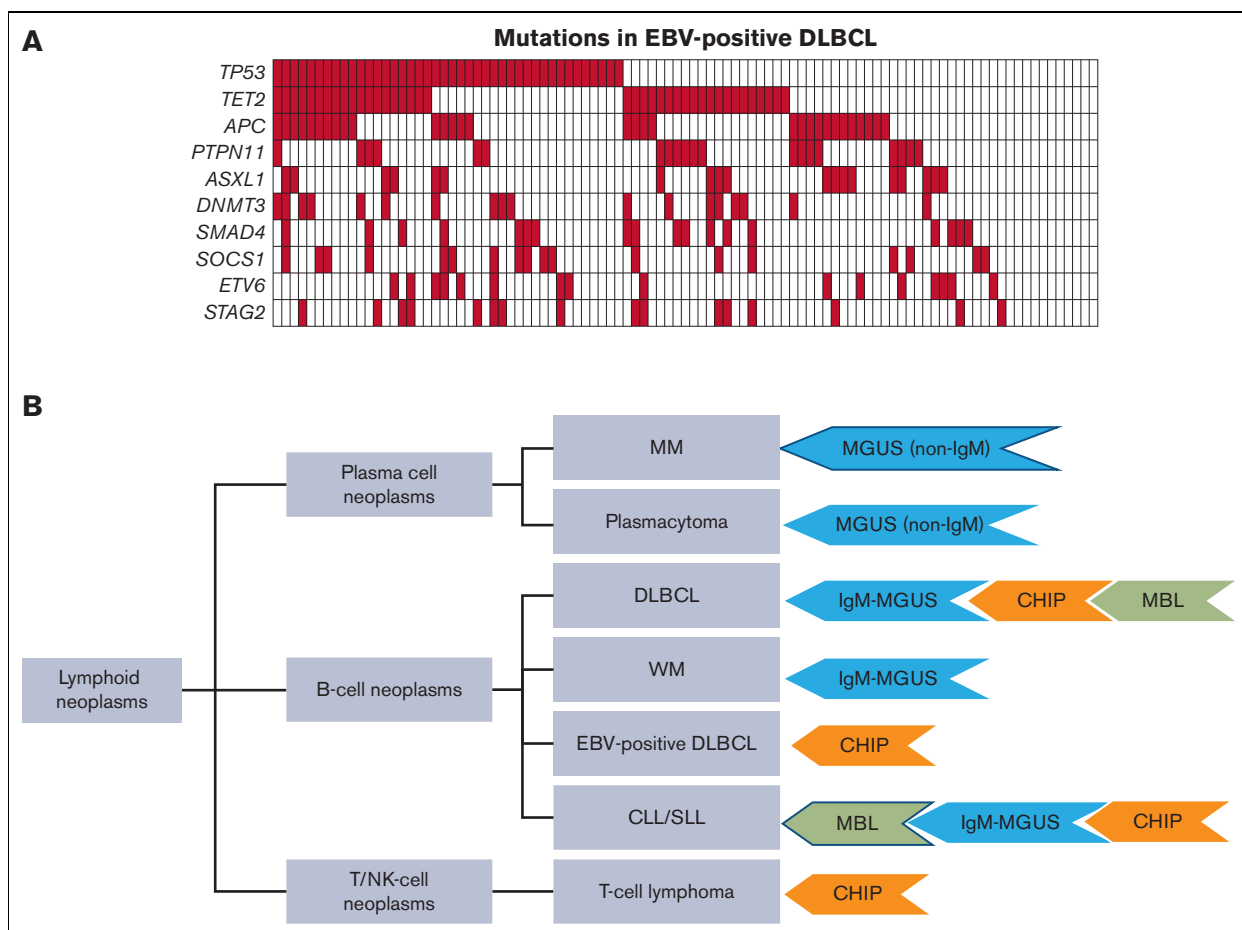 A
Mutations in EBV-positive DLBCL
TP53
TET2
APC
PTPN11
ASXL1
DNMT3
SMAD4
SOCS1
ETV6
STAG2
B
Lymphoid
neoplasms
Plasma cell
neoplasms
MM
MGUS (non-IgM)
Plasmacytoma
MGUS (non-IgM)
B-cell neoplasms
DLBCL
IgM-MGUS
CHIP
MBL
WM
IgM-MGUS
EBV-positive DLBCL
CHIP
CLL/SLL
MBL
IgM-MGUS
CHIP
T/NK-cell
neoplasms
T-cell lymphoma
CHIP